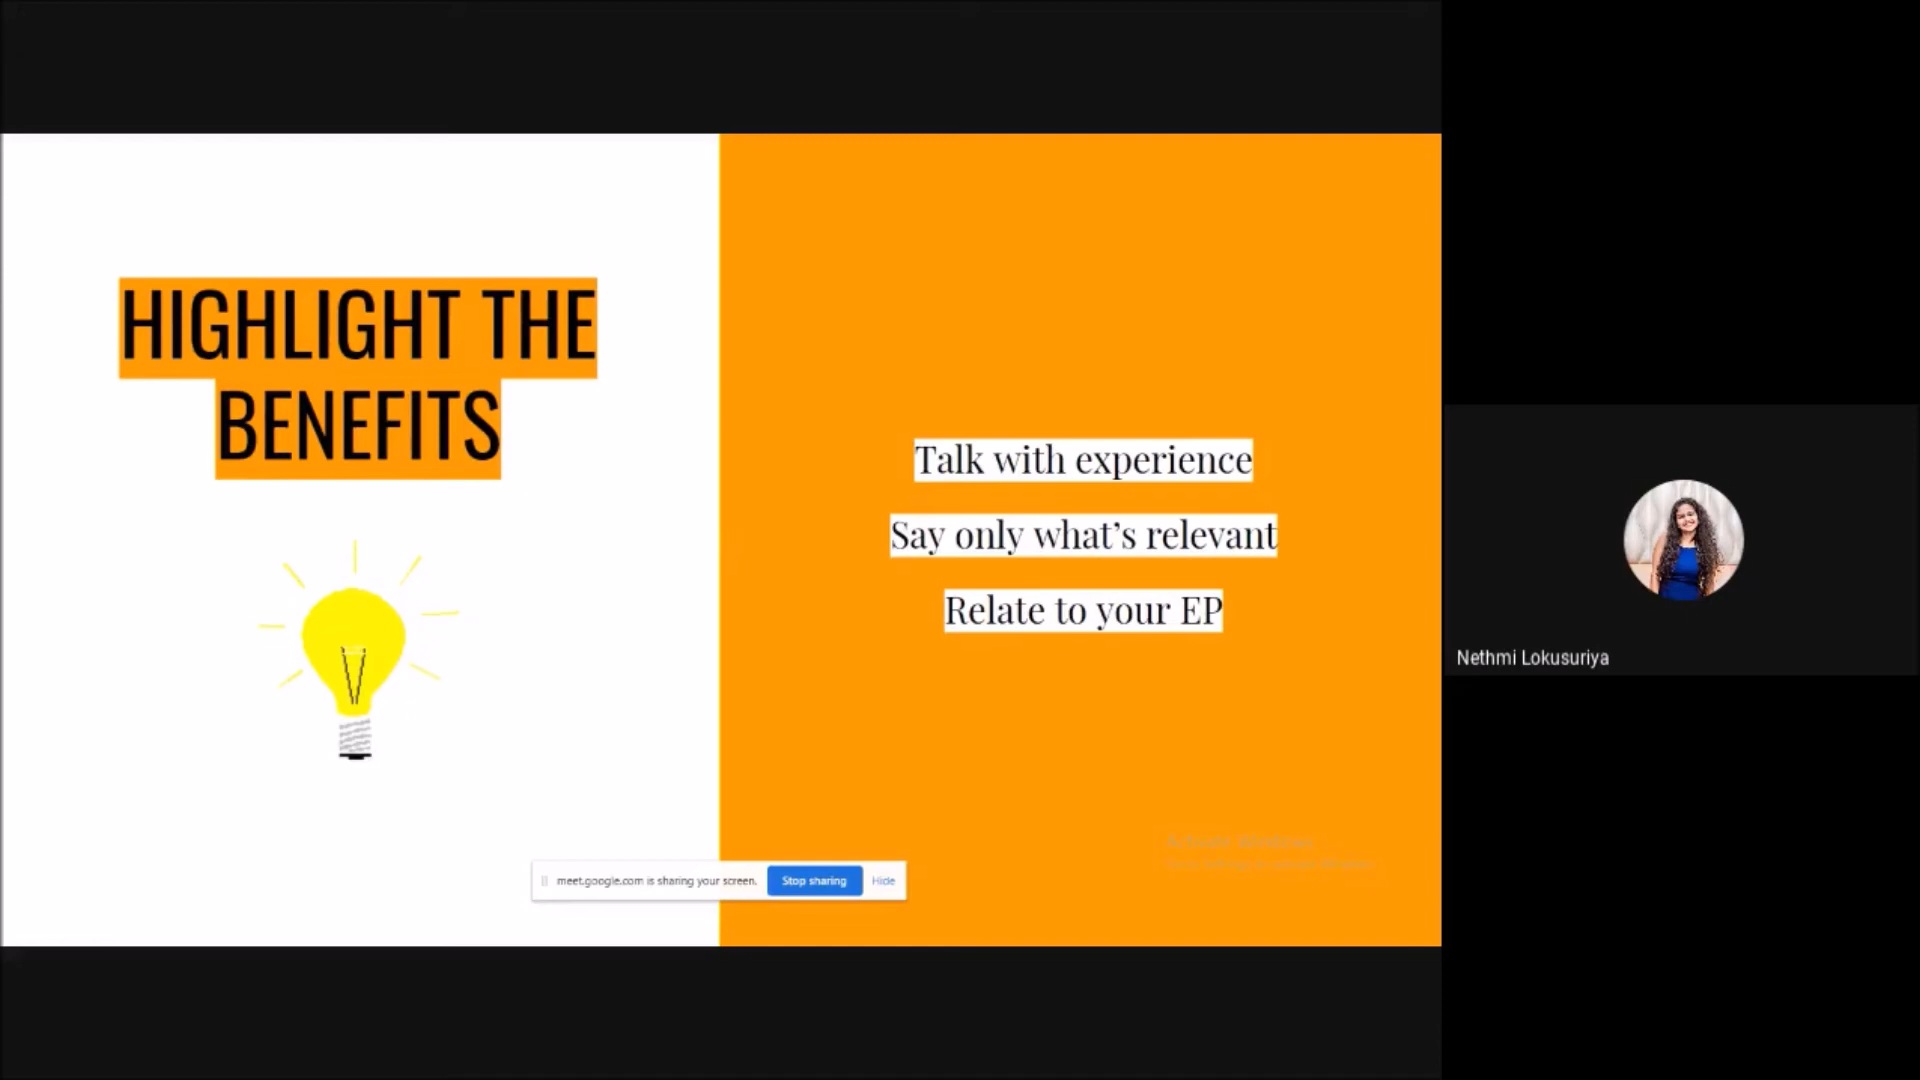 HIGHLIGHT THE
BENEFITS
Talk with experience
Say only what's relevant
Relate to your EP
meet.google.com is sharing your screen.
Stop sharing
Hide
Nethmi Lokusuriya